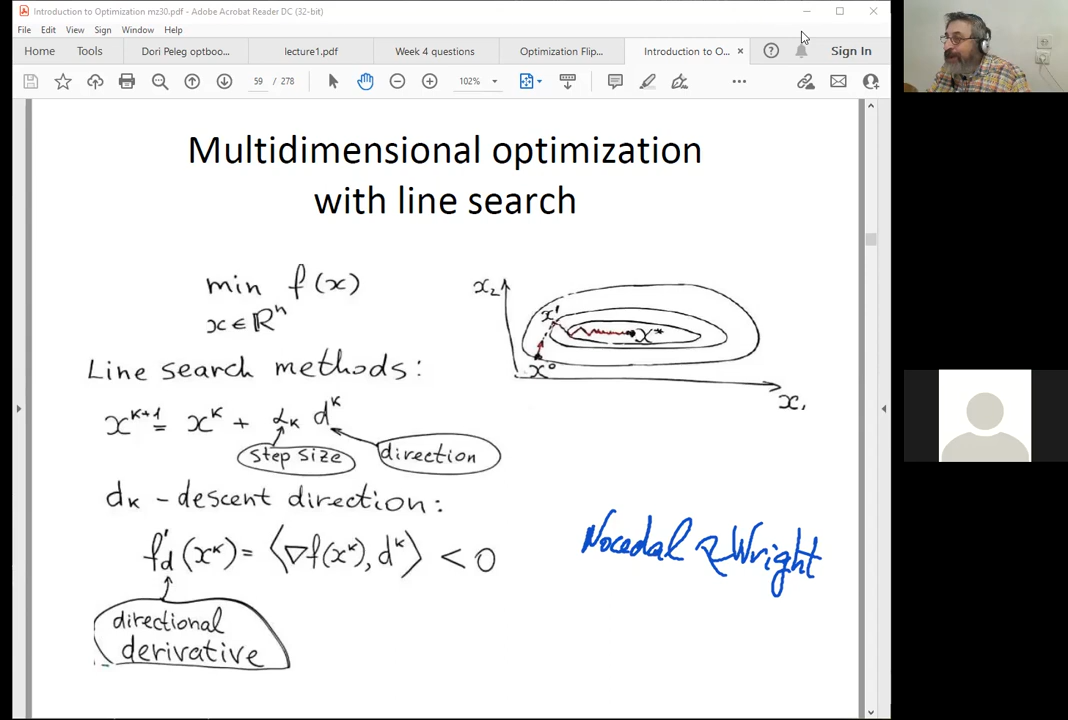 Introduction to Optimization mz30.pdf - Adobe Acrobat Reader DC (32-bit)
File Edit View Sign Window Help
Home Tools Dori Peleg optboo... lecture1.pdf Week 4 questions Optimization Flip... Introduction to O... × Sign In
59 / 278 102%
Multidimensional optimization
with line search
min f(x)
x∈ℝⁿ
x₂
x¹
x*
x⁰
x₁
Line search methods:
xᴷ⁺¹ = xᴷ + αₖ dᴷ
step size
direction
dₖ - descent direction:
f'd(xᴷ) = ⟨∇f(xᴷ), dᴷ⟩ < 0
Nocedal & Wright
directional
derivative